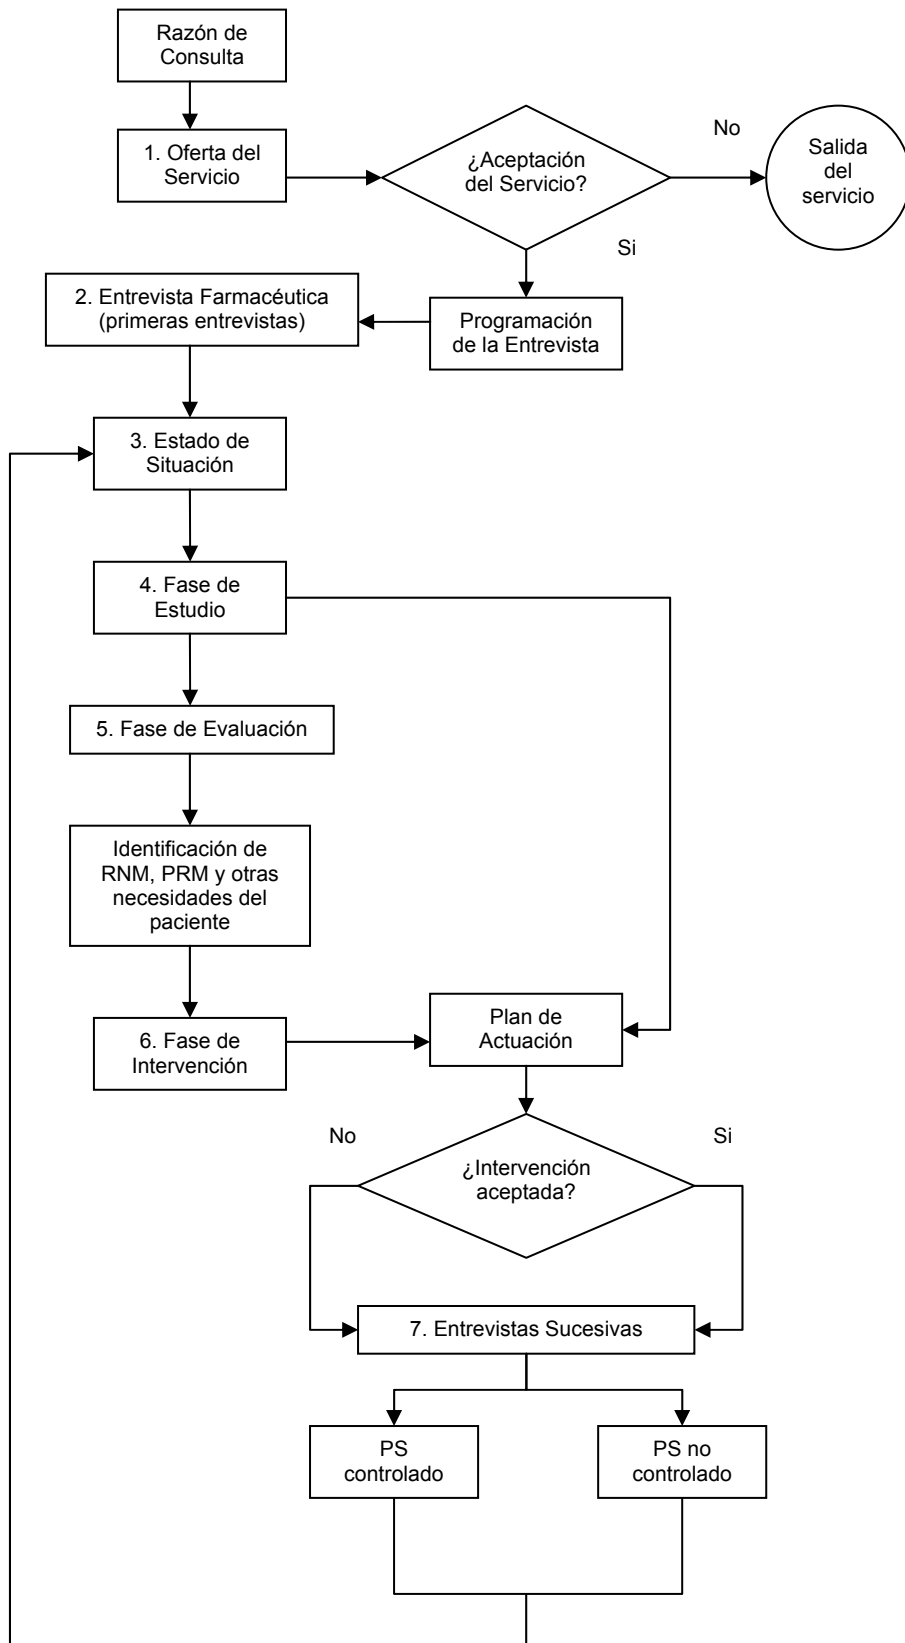 Razón de
Consulta
1. Oferta del
Servicio
¿Aceptación
del Servicio?
No
Salida
del
servicio
Si
2. Entrevista Farmacéutica
(primeras entrevistas)
Programación
de la Entrevista
3. Estado de
Situación
4. Fase de
Estudio
5. Fase de Evaluación
Identificación de
RNM, PRM y otras
necesidades del
paciente
6. Fase de
Intervención
Plan de
Actuación
No
Si
¿Intervención
aceptada?
7. Entrevistas Sucesivas
PS
controlado
PS no
controlado